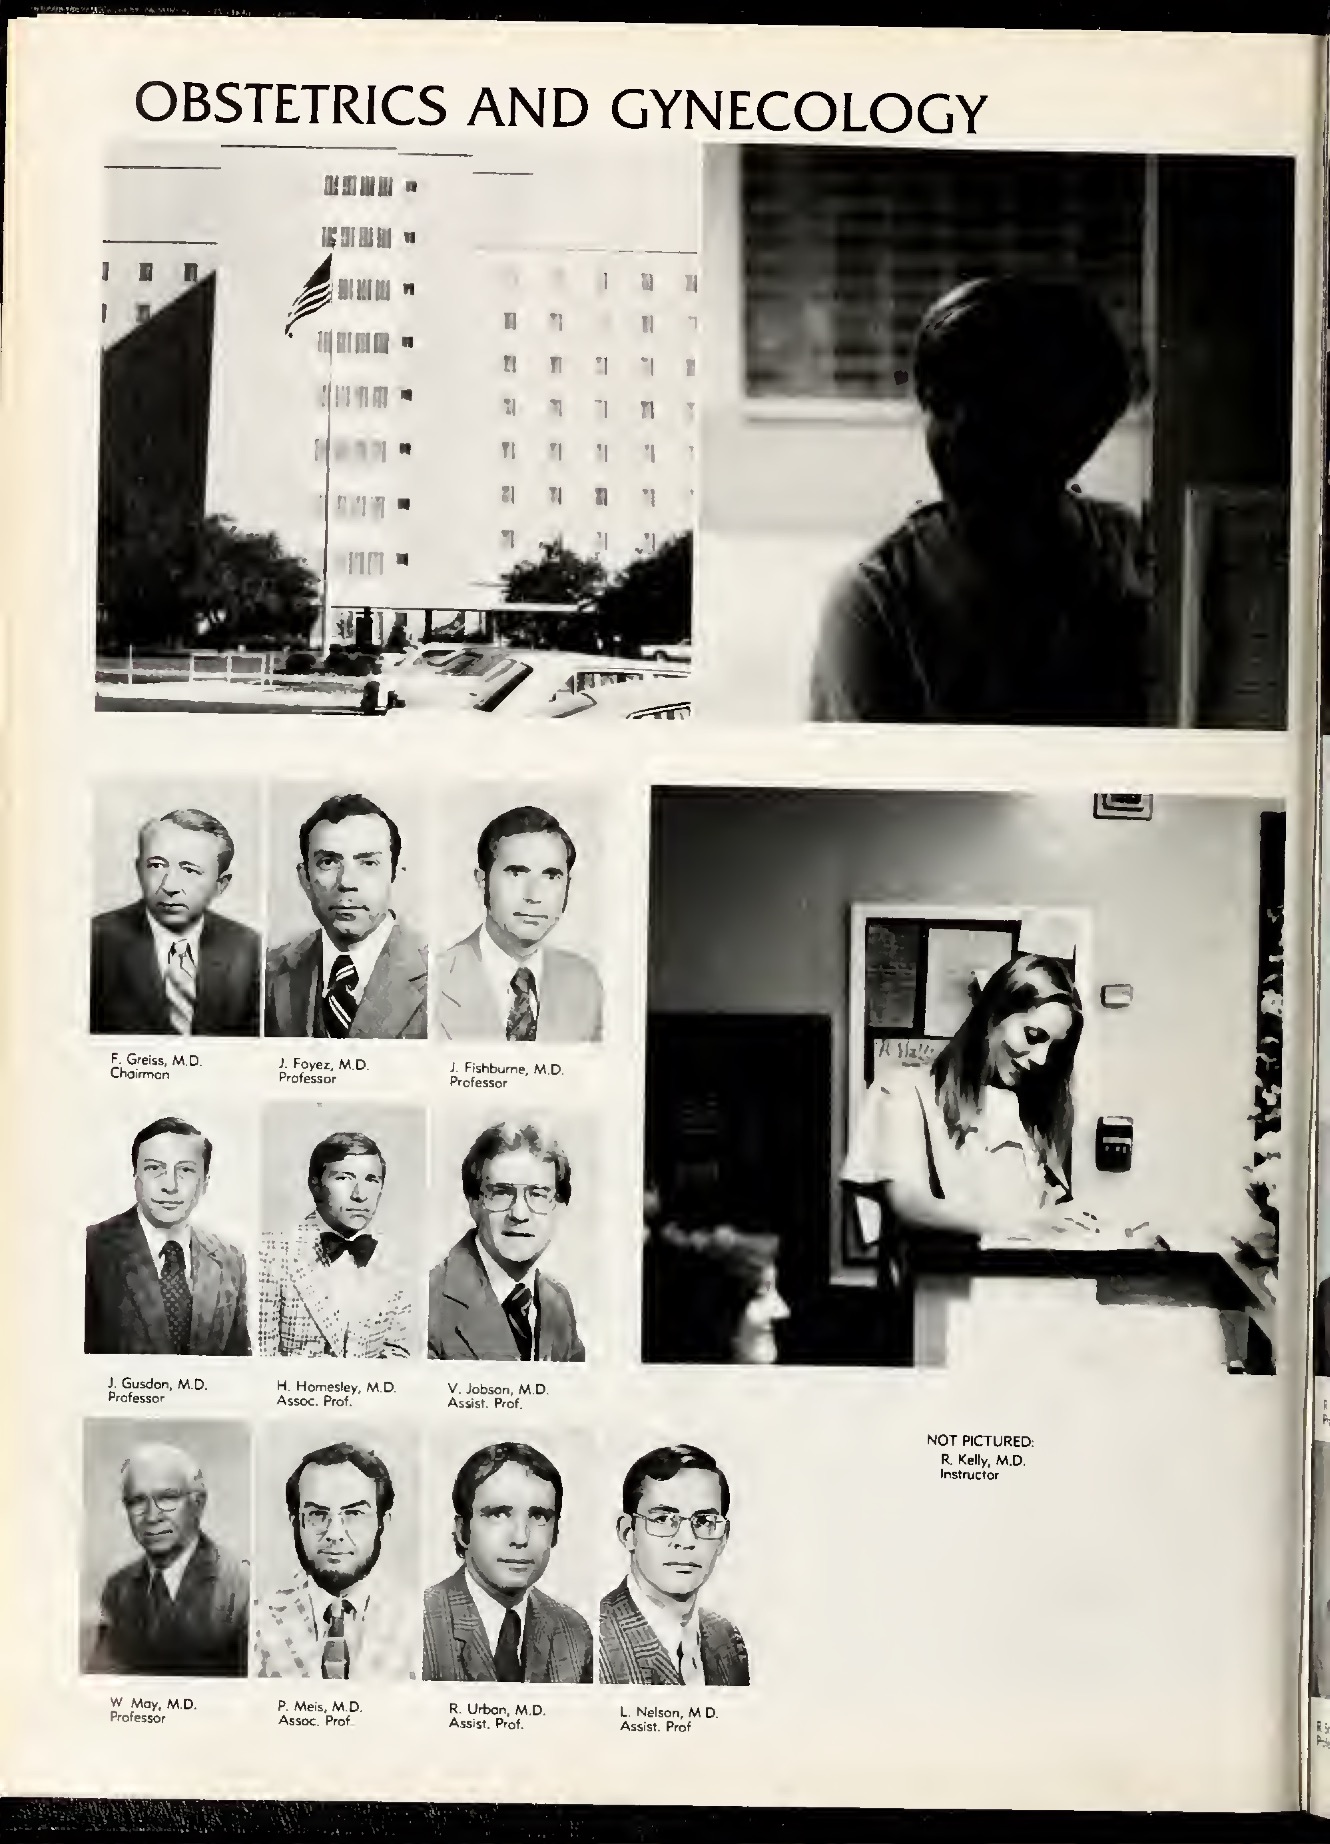 OBSTETRICS AND GYNECOLOGY
F. Greiss, M.D.
Chairman
J. Foyez, M.D.
Professor
J. Fishburne, M.D.
Professor
J. Gusdon, M.D.
Professor
H. Homesley, M.D.
Assoc. Prof.
V. Jobson, M.D.
Assist. Prof.
NOT PICTURED:
R. Kelly, M.D.
Instructor
W May, M.D.
Professor
P. Meis, M.D.
Assoc. Prof.
R. Urban, M.D.
Assist. Prof.
L. Nelson, M D.
Assist. Prof